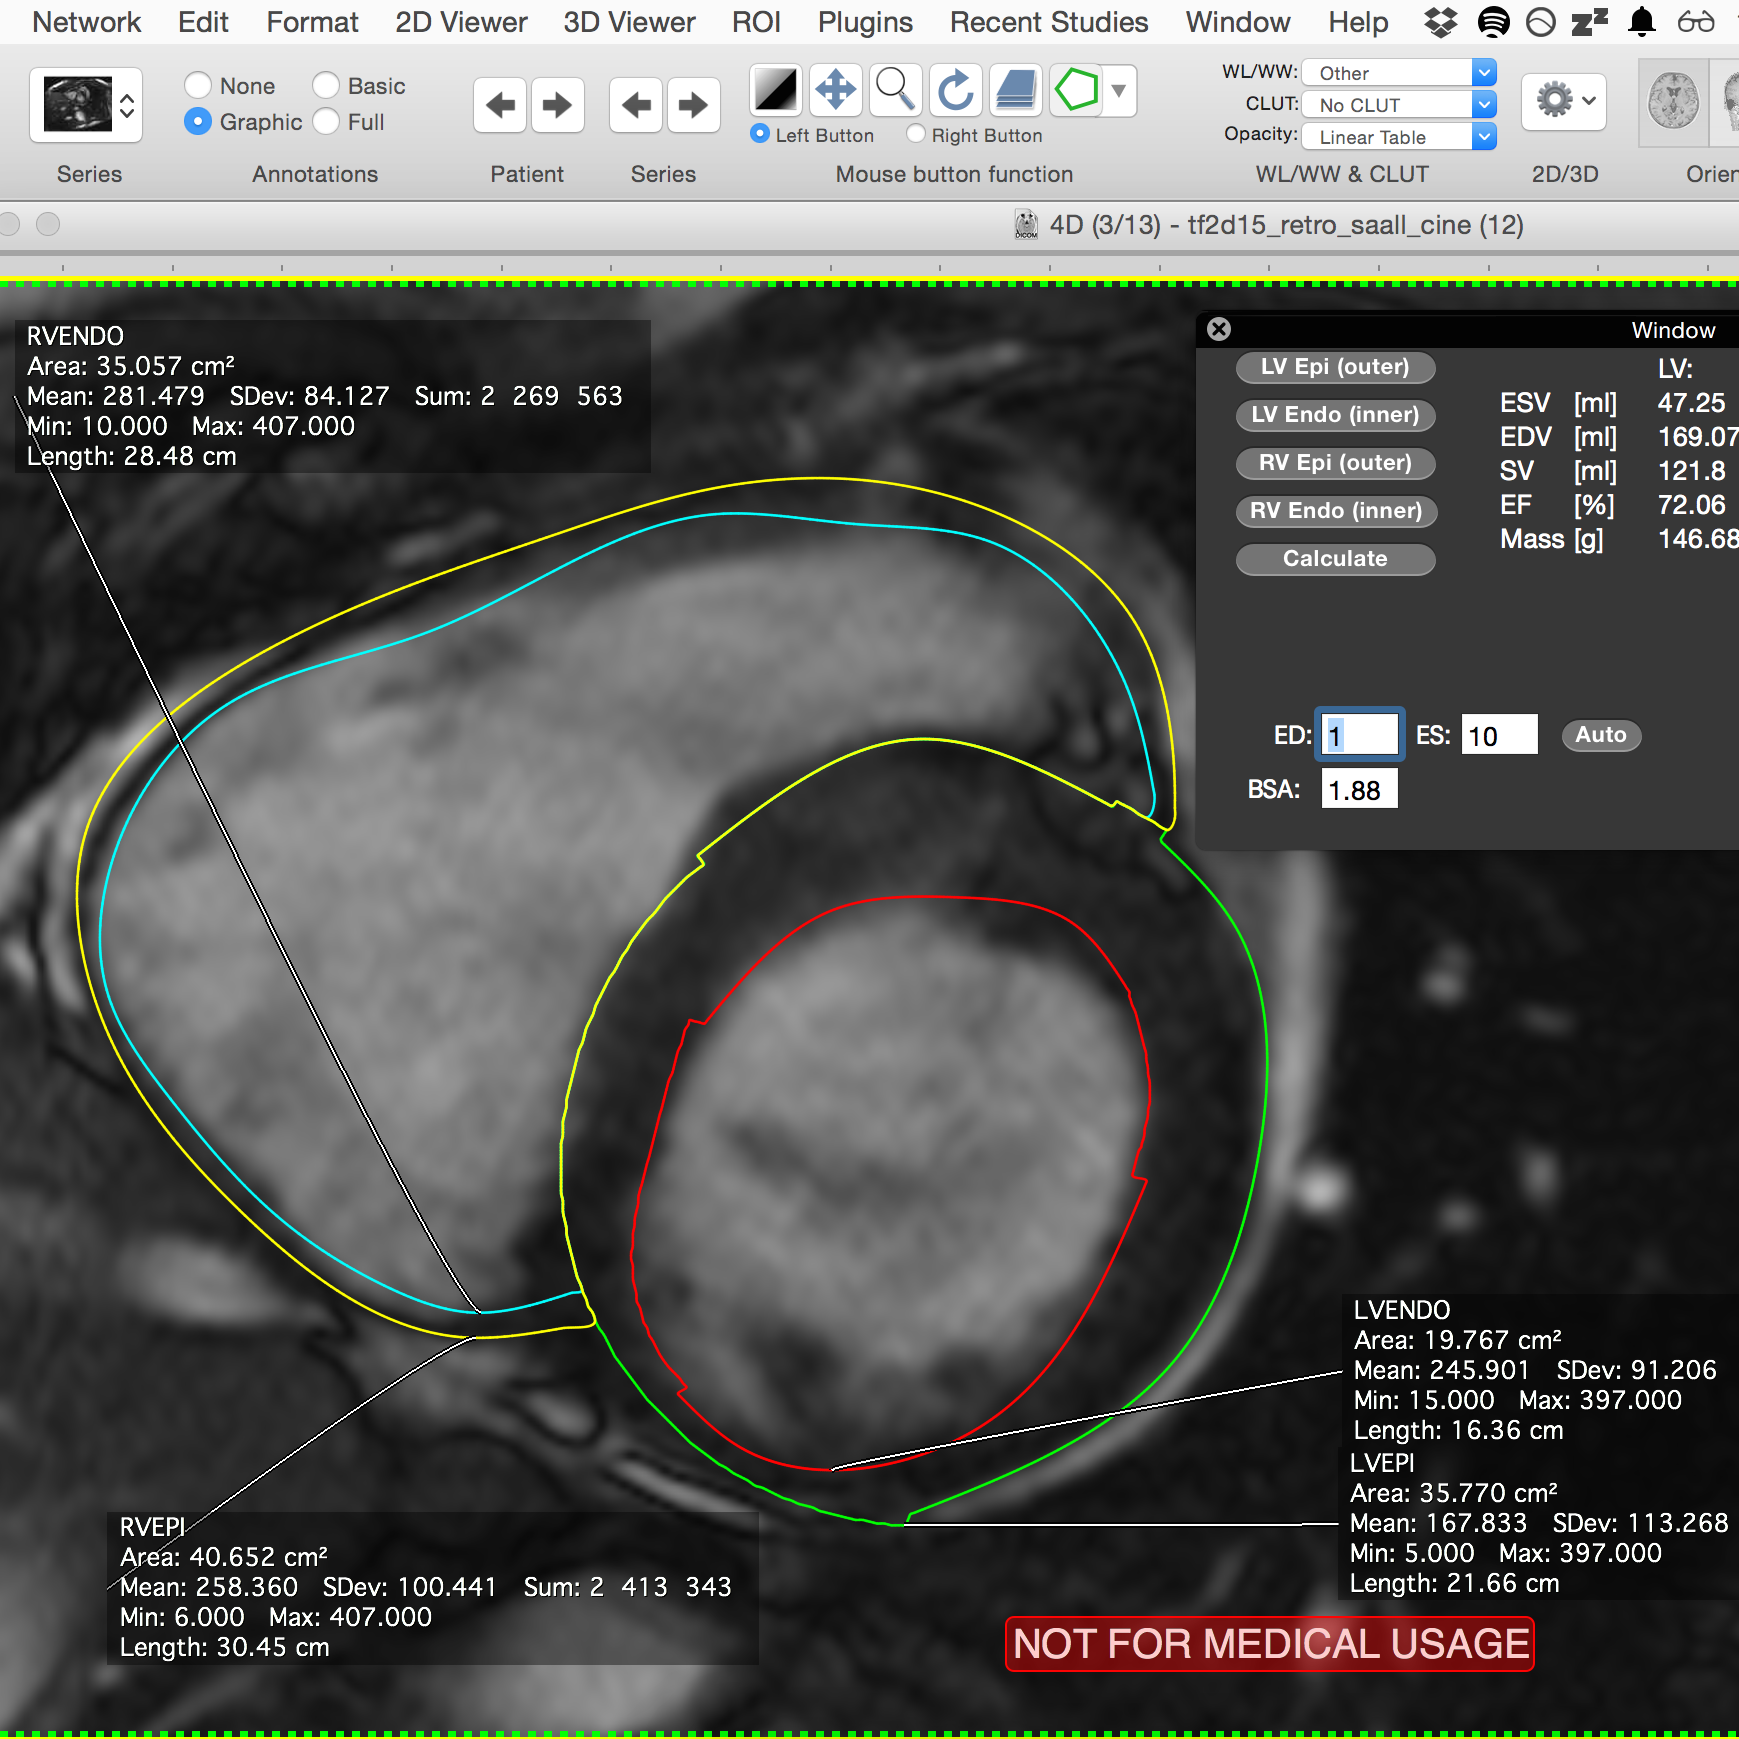 Network Edit Format 2D Viewer 3D Viewer ROI Plugins Recent Studies Window Help
None Basic
Graphic Full
Series Annotations Patient Series
Left Button Right Button
Mouse button function
WL/WW: Other
CLUT: No CLUT
Opacity: Linear Table
WL/WW & CLUT 2D/3D Orien
DICOM 4D (3/13) - tf2d15_retro_saall_cine (12)
RVENDO
Area: 35.057 cm²
Mean: 281.479 SDev: 84.127 Sum: 2 269 563
Min: 10.000 Max: 407.000
Length: 28.48 cm
Window
LV Epi (outer)
LV Endo (inner)
RV Epi (outer)
RV Endo (inner)
Calculate
LV:
ESV [ml] 47.25
EDV [ml] 169.07
SV [ml] 121.8
EF [%] 72.06
Mass [g] 146.68
ED: 1 ES: 10 Auto
BSA: 1.88
LVENDO
Area: 19.767 cm²
Mean: 245.901 SDev: 91.206
Min: 15.000 Max: 397.000
Length: 16.36 cm
LVEPI
Area: 35.770 cm²
Mean: 167.833 SDev: 113.268
Min: 5.000 Max: 397.000
Length: 21.66 cm
RVEPI
Area: 40.652 cm²
Mean: 258.360 SDev: 100.441 Sum: 2 413 343
Min: 6.000 Max: 407.000
Length: 30.45 cm
NOT FOR MEDICAL USAGE